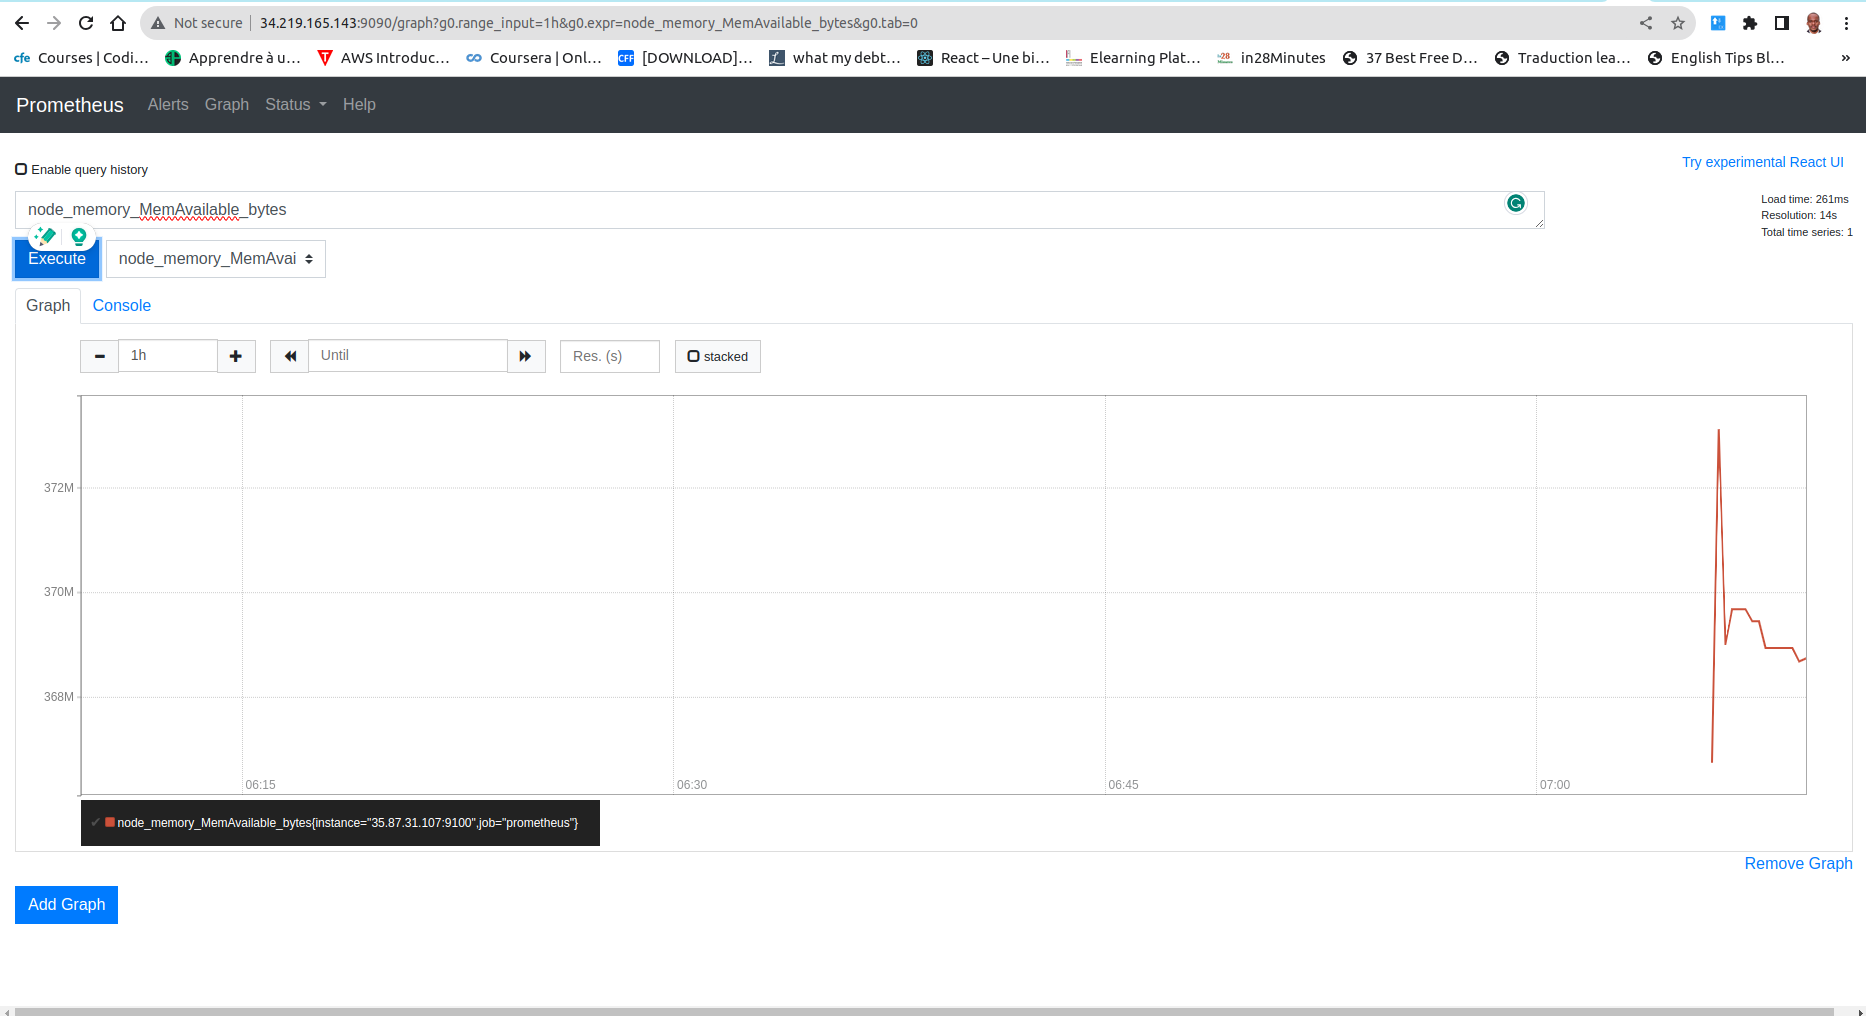 Not secure 34.219.165.143:9090/graph?g0.range_input=1h&g0.expr=node_memory_MemAvailable_bytes&g0.tab=0
cfe Courses | Codi... Apprendre à u... AWS Introduc... Coursera | Onl... CFF [DOWNLOAD]... what my debt... React – Une bi... Elearning Plat... in28Minutes 37 Best Free D... Traduction lea... English Tips Bl... »
Prometheus Alerts Graph Status Help
Enable query history
Try experimental React UI
node_memory_MemAvailable_bytes
Load time: 261ms
Resolution: 14s
Total time series: 1
Execute node_memory_MemAvai
Graph Console
1h Until Res. (s) stacked
372M
370M
368M
06:15 06:30 06:45 07:00
✔ node_memory_MemAvailable_bytes{instance="35.87.31.107:9100",job="prometheus"}
Remove Graph
Add Graph